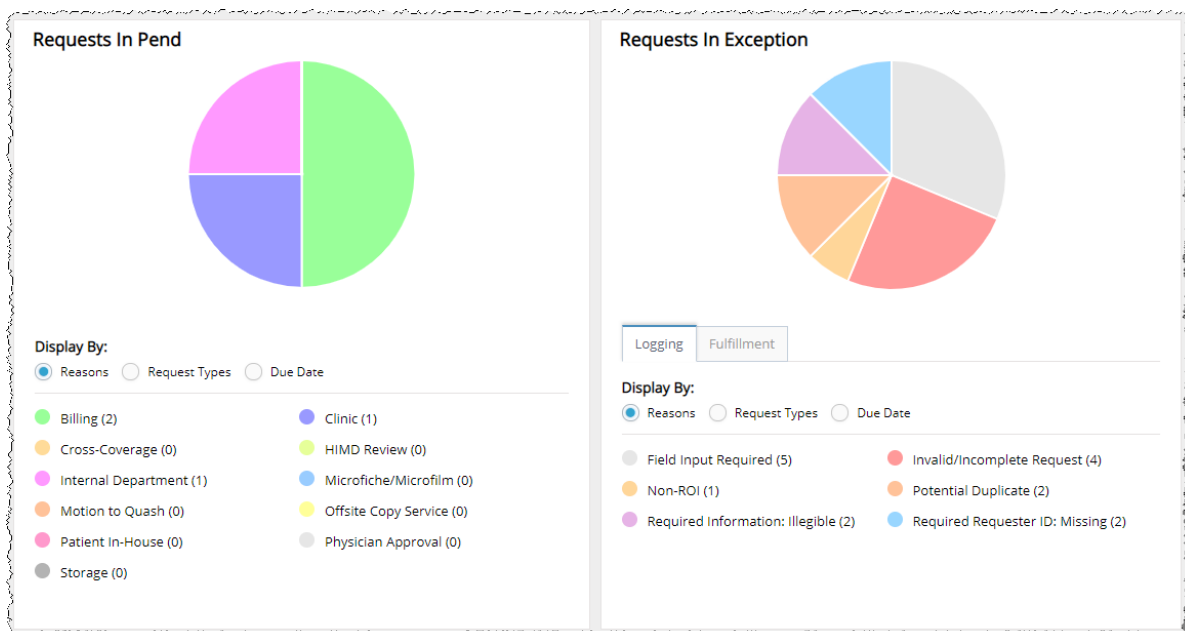 Requests In Pend
Display By:
Reasons Request Types Due Date
Billing (2) Clinic (1)
Cross-Coverage (0) HIMD Review (0)
Internal Department (1) Microfiche/Microfilm (0)
Motion to Quash (0) Offsite Copy Service (0)
Patient In-House (0) Physician Approval (0)
Storage (0)
Requests In Exception
Logging Fulfillment
Display By:
Reasons Request Types Due Date
Field Input Required (5) Invalid/Incomplete Request (4)
Non-ROI (1) Potential Duplicate (2)
Required Information: Illegible (2) Required Requester ID: Missing (2)